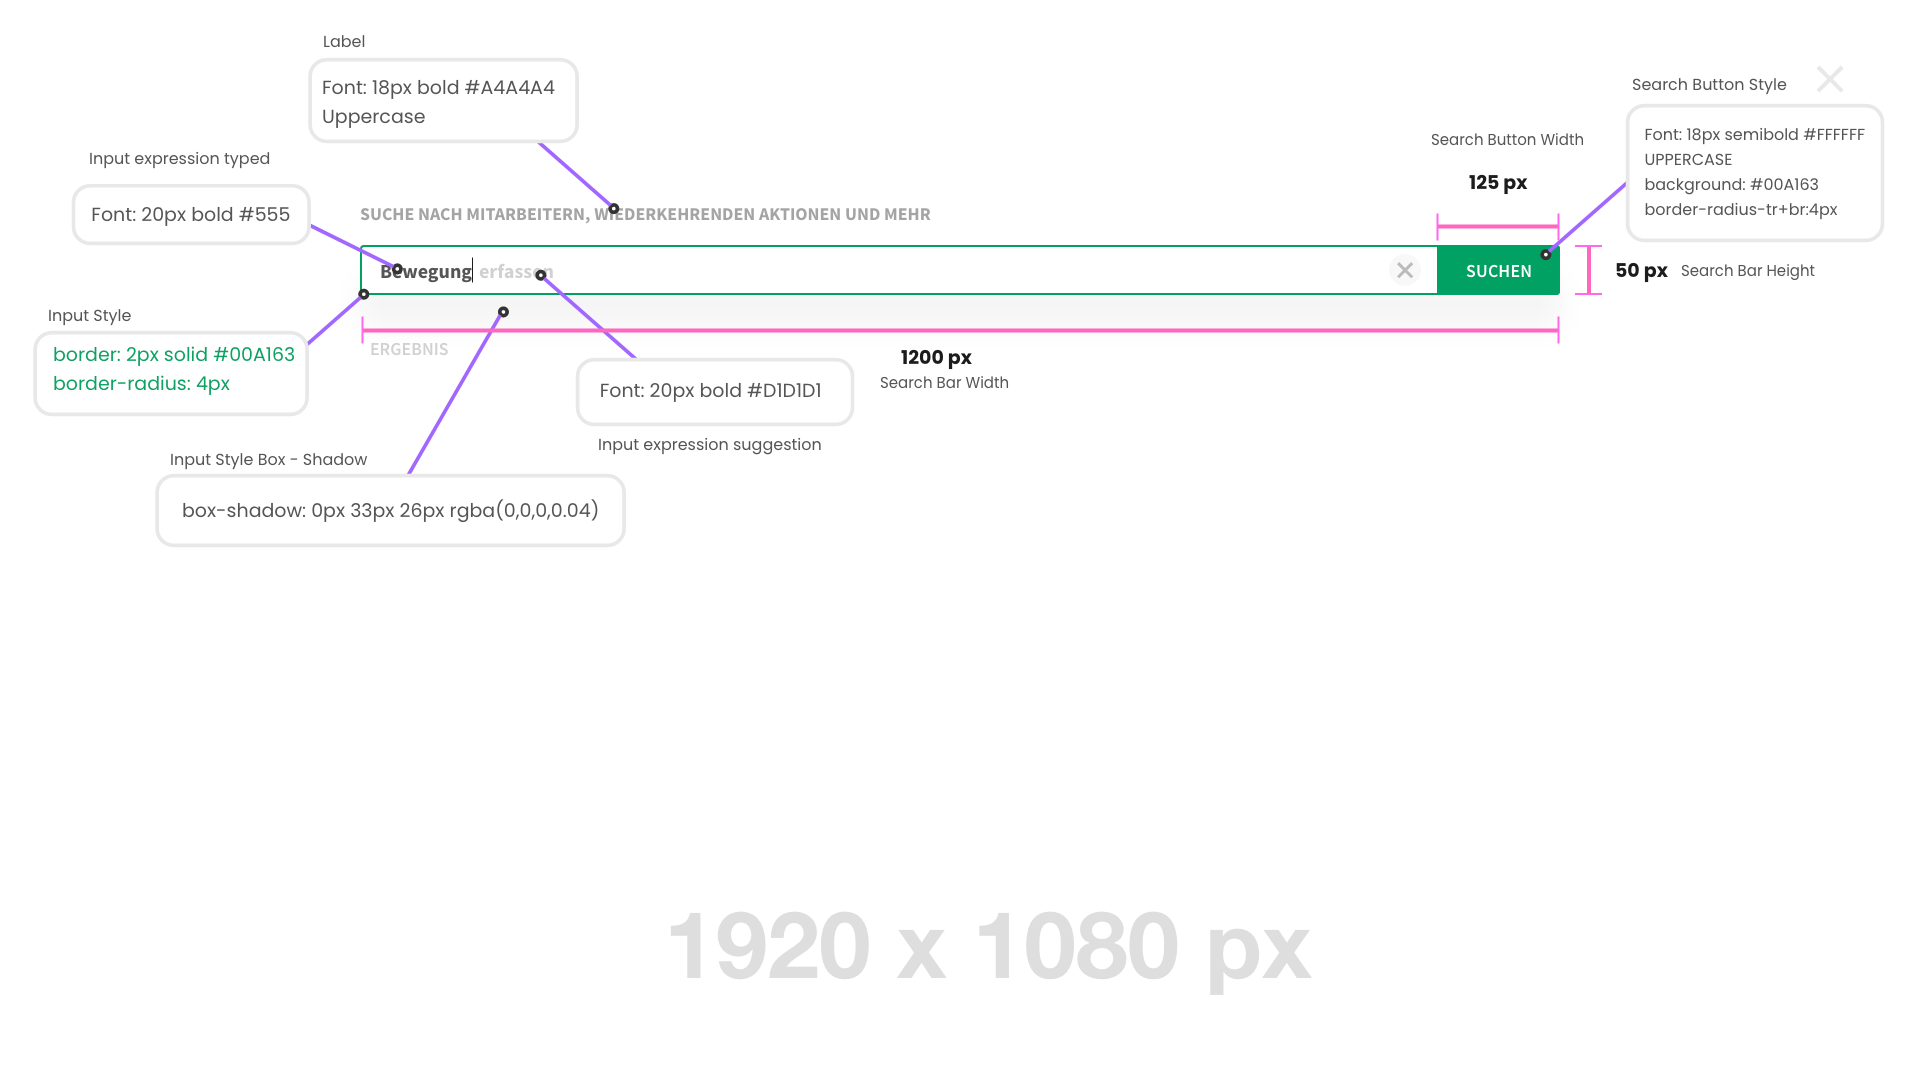 Label
Font: 18px bold #A4A4A4
Uppercase
Search Button Style
Font: 18px semibold #FFFFFF
UPPERCASE
background: #00A163
border-radius-tr+br:4px
Search Button Width
125 px
Input expression typed
Font: 20px bold #555
SUCHE NACH MITARBEITERN, WIEDERKEHRENDEN AKTIONEN UND MEHR
Bewegung erfassen
SUCHEN
50 px Search Bar Height
Input Style
border: 2px solid #00A163
border-radius: 4px
ERGEBNIS
1200 px
Search Bar Width
Font: 20px bold #D1D1D1
Input expression suggestion
Input Style Box - Shadow
box-shadow: 0px 33px 26px rgba(0,0,0,0.04)
1920 x 1080 px